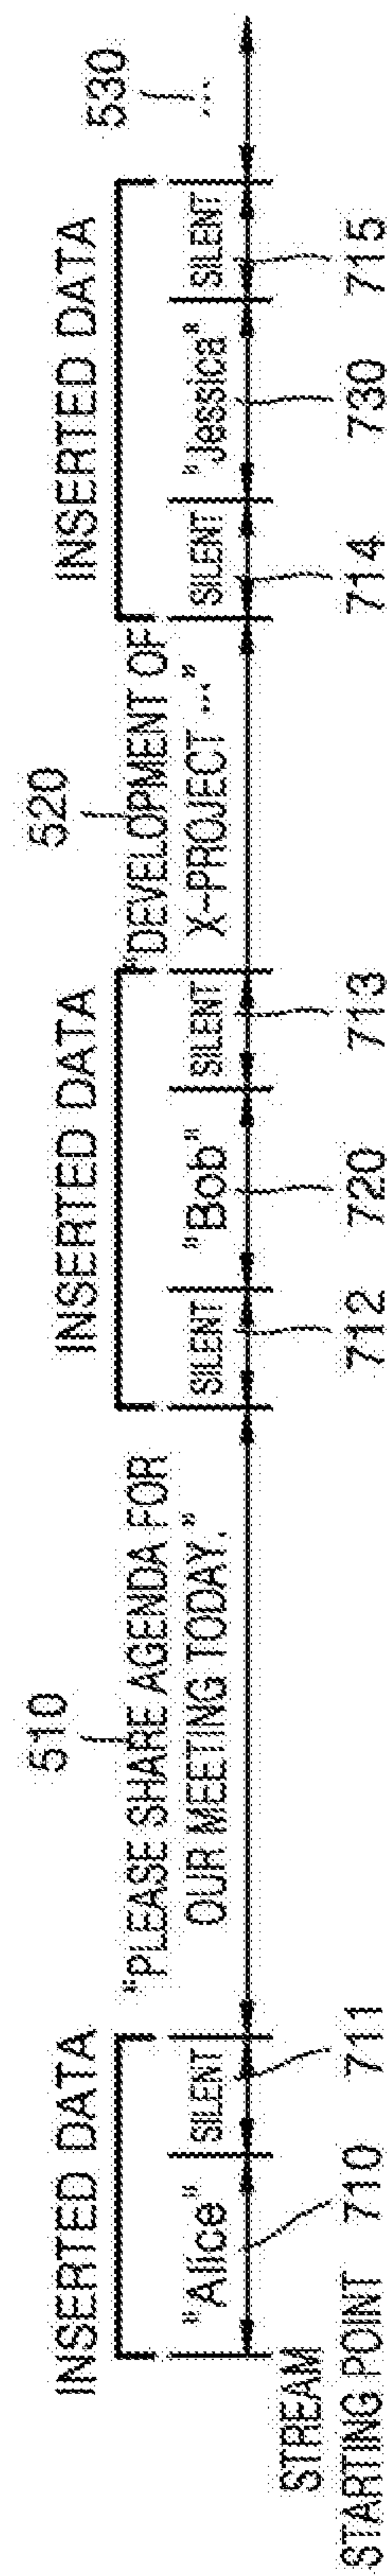 INSERTED DATA
"Alice"
SILENT
510
"PLEASE SHARE AGENDA FOR
OUR MEETING TODAY."
INSERTED DATA
SILENT
"Bob"
SILENT
520
"DEVELOPMENT OF
X-PROJECT ..."
INSERTED DATA
SILENT
"Jessica"
SILENT
530
...
STREAM
STARTING POINT
710
711
712
720
713
714
730
715